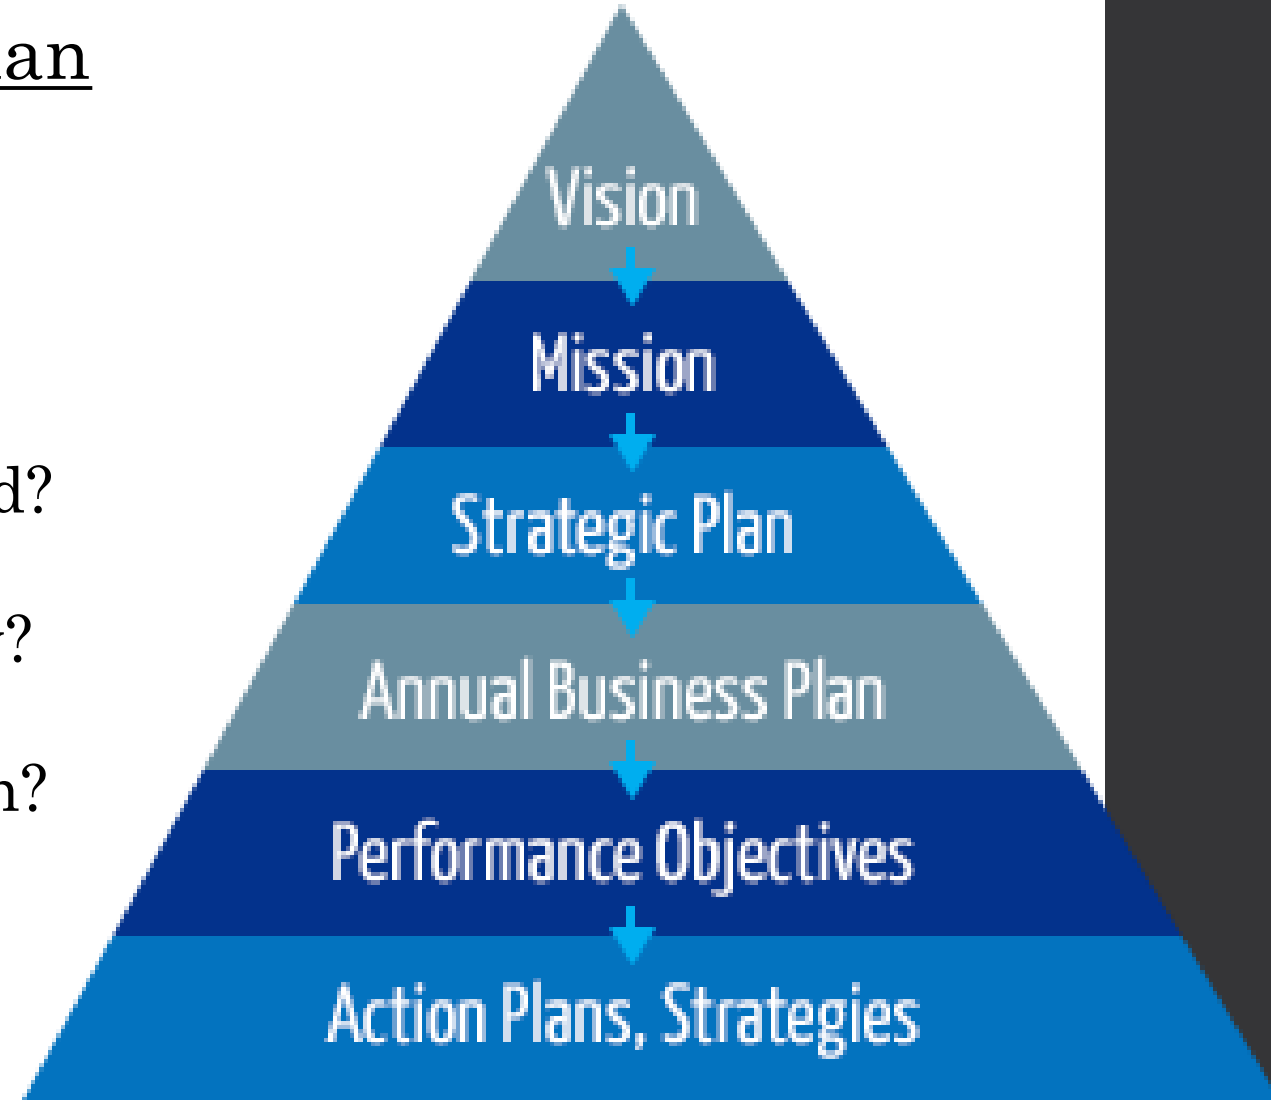 Vision
Mission
Strategic Plan
Annual Business Plan
Performance Objectives
Action Plans, Strategies